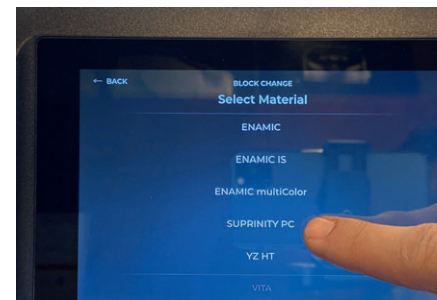 ← BACK
BLOCK CHANGE
Select Material
ENAMIC
ENAMIC IS
ENAMIC multiColor
SUPRINITY PC
YZ HT
VITA